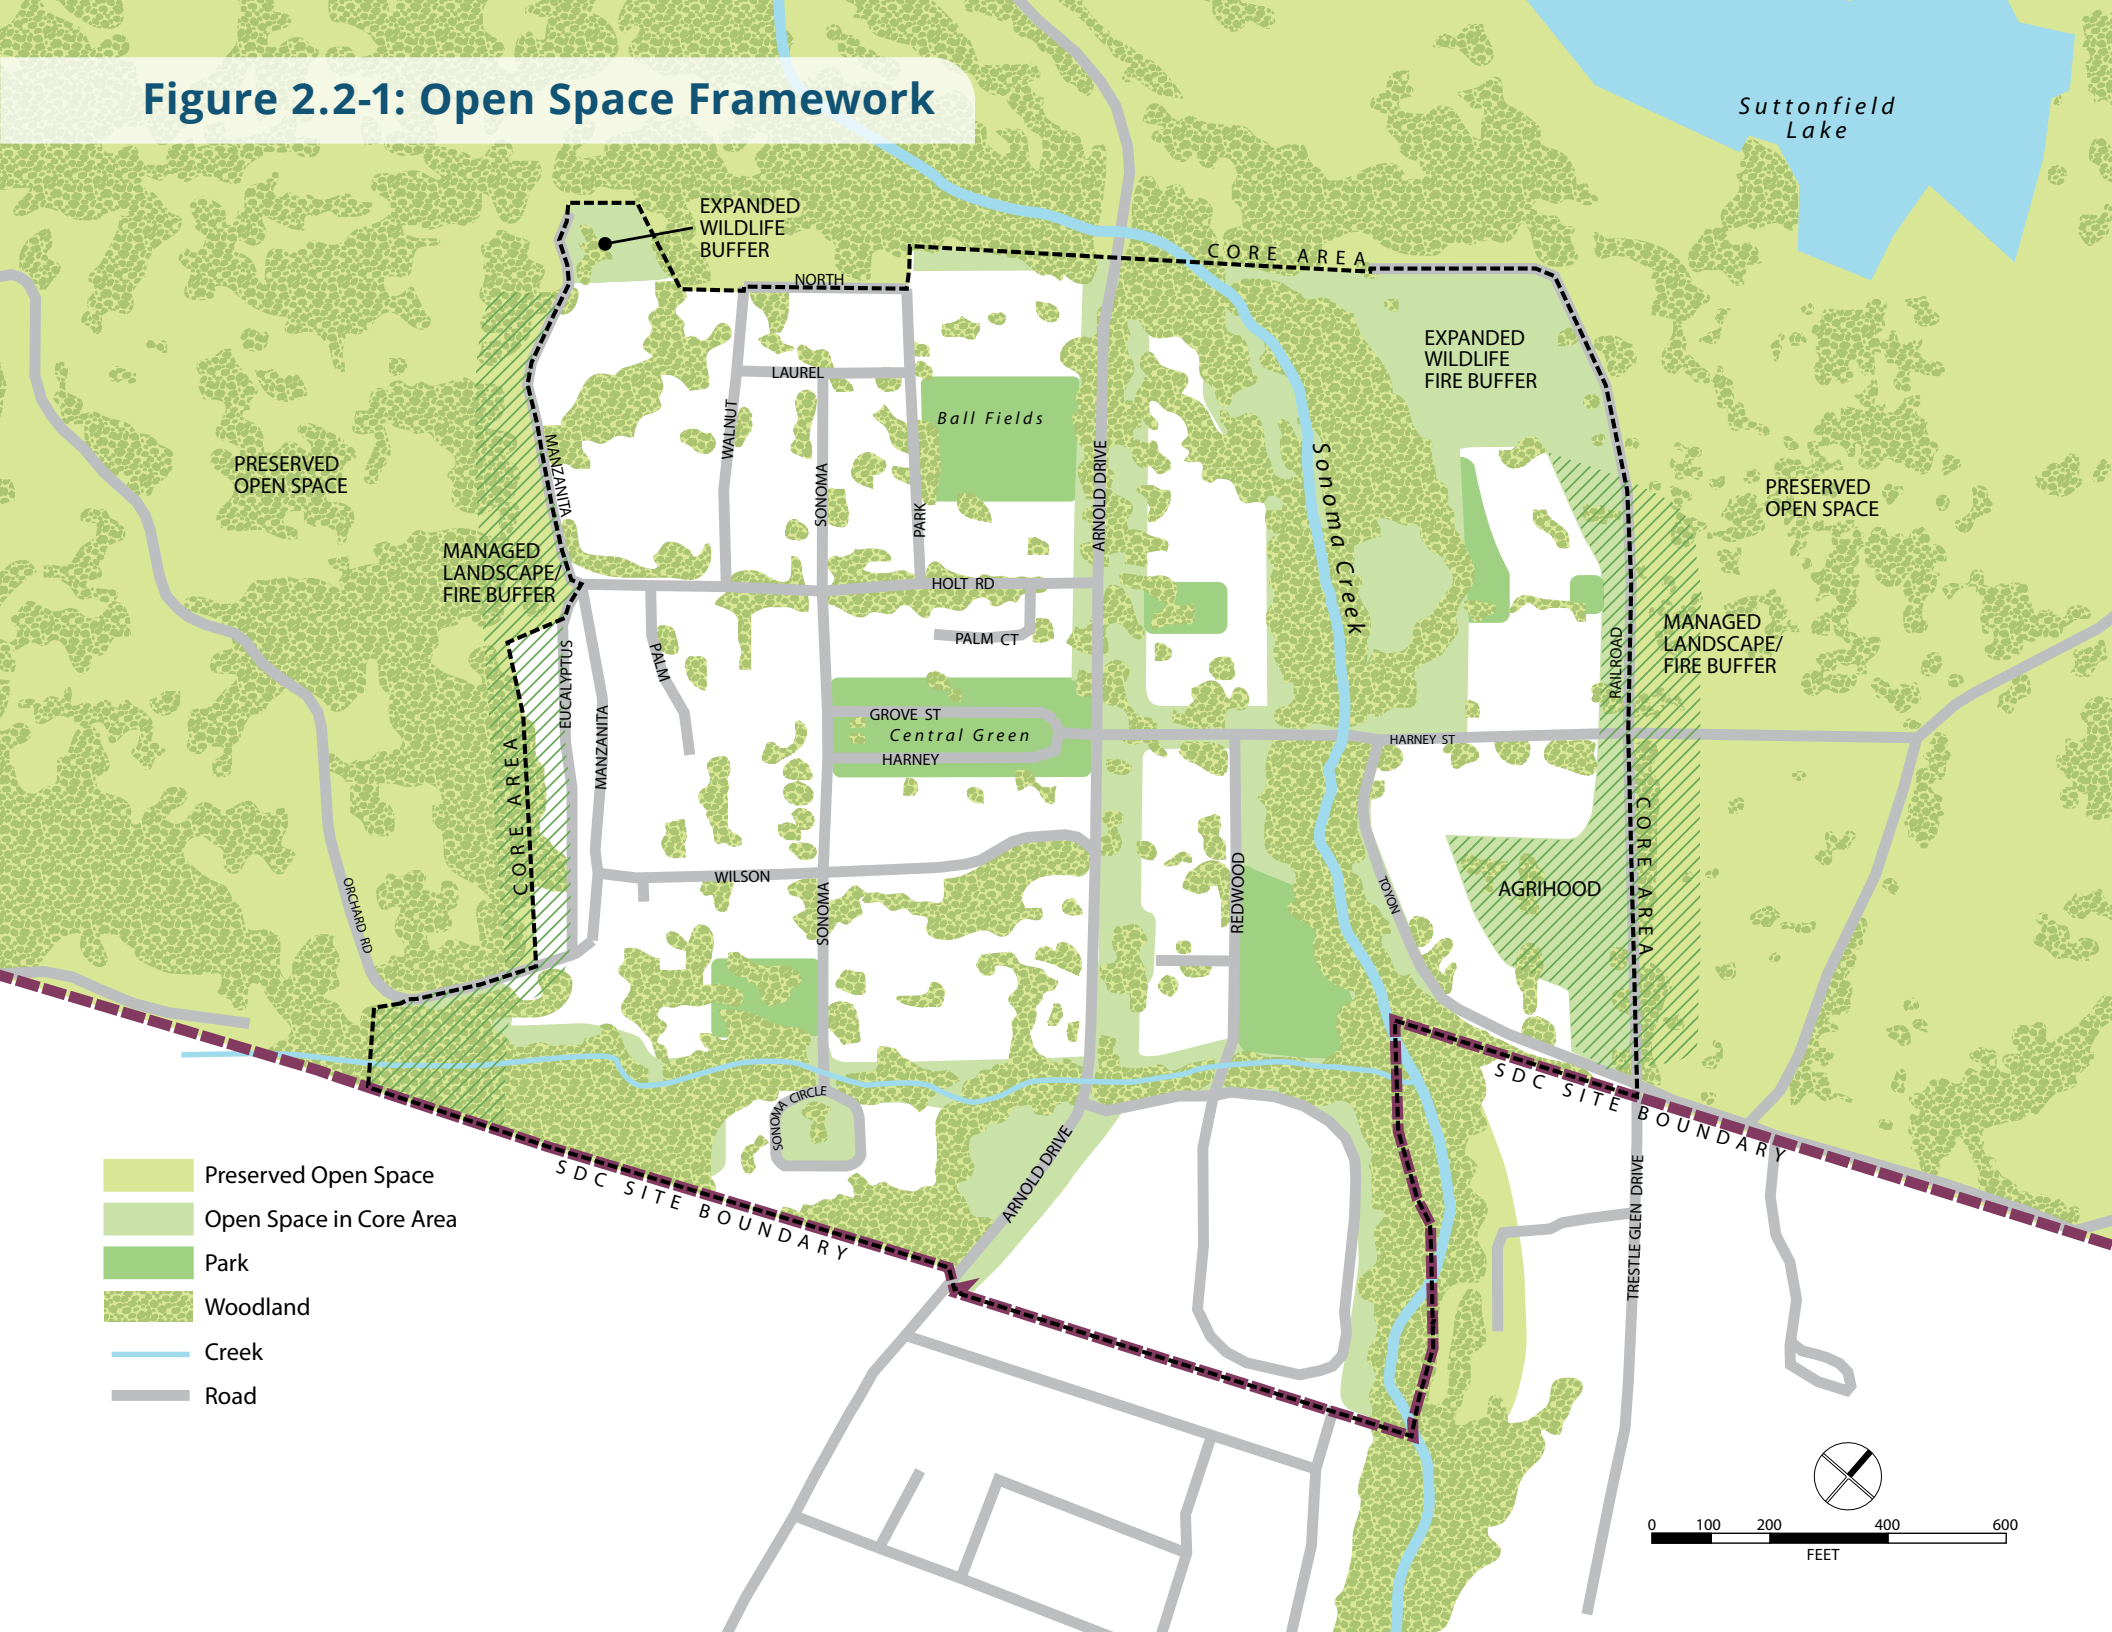 Figure 2.2-1: Open Space Framework
Suttonfield
Lake
EXPANDED
WILDLIFE
BUFFER
CORE AREA
NORTH
EXPANDED
WILDLIFE
FIRE BUFFER
LAUREL
Ball Fields
WALNUT
MANZANITA
SONOMA
PARK
ARNOLD DRIVE
Sonoma Creek
PRESERVED
OPEN SPACE
PRESERVED
OPEN SPACE
MANAGED
LANDSCAPE/
FIRE BUFFER
HOLT RD
PALM CT
PALM
EUCALYPTUS
MANZANITA
RAILROAD
MANAGED
LANDSCAPE/
FIRE BUFFER
GROVE ST
Central Green
HARNEY
HARNEY ST
CORE AREA
CORE AREA
ORCHARD RD
WILSON
SONOMA
REDWOOD
TOYON
AGRIHOOD
SONOMA CIRCLE
ARNOLD DRIVE
SDC SITE BOUNDARY
SDC SITE BOUNDARY
TRESTLE GLEN DRIVE
Preserved Open Space
Open Space in Core Area
Park
Woodland
Creek
Road
0 100 200 400 600
FEET